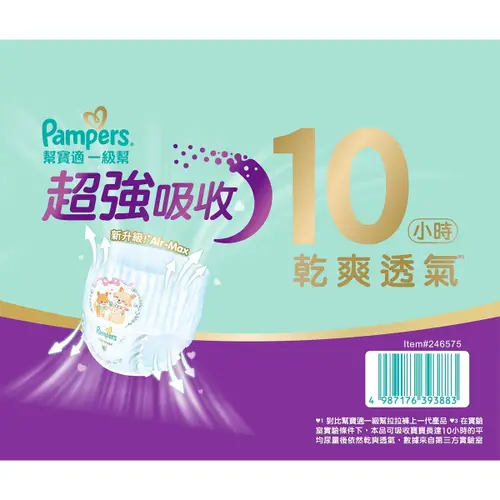 Pampers.
幫寶適 一級幫
超強吸收
10
小時
乾爽透氣♥3
新升級♥1 Air-Max
Pampers
Item#246575
4 987176 393883
♥1 對比幫寶適一級幫拉拉褲上一代產品 ♥3 在實驗
室實驗條件下，本品可吸收寶寶長達10小時的平
均尿量後依然乾爽透氣，數據來自第三方實驗室